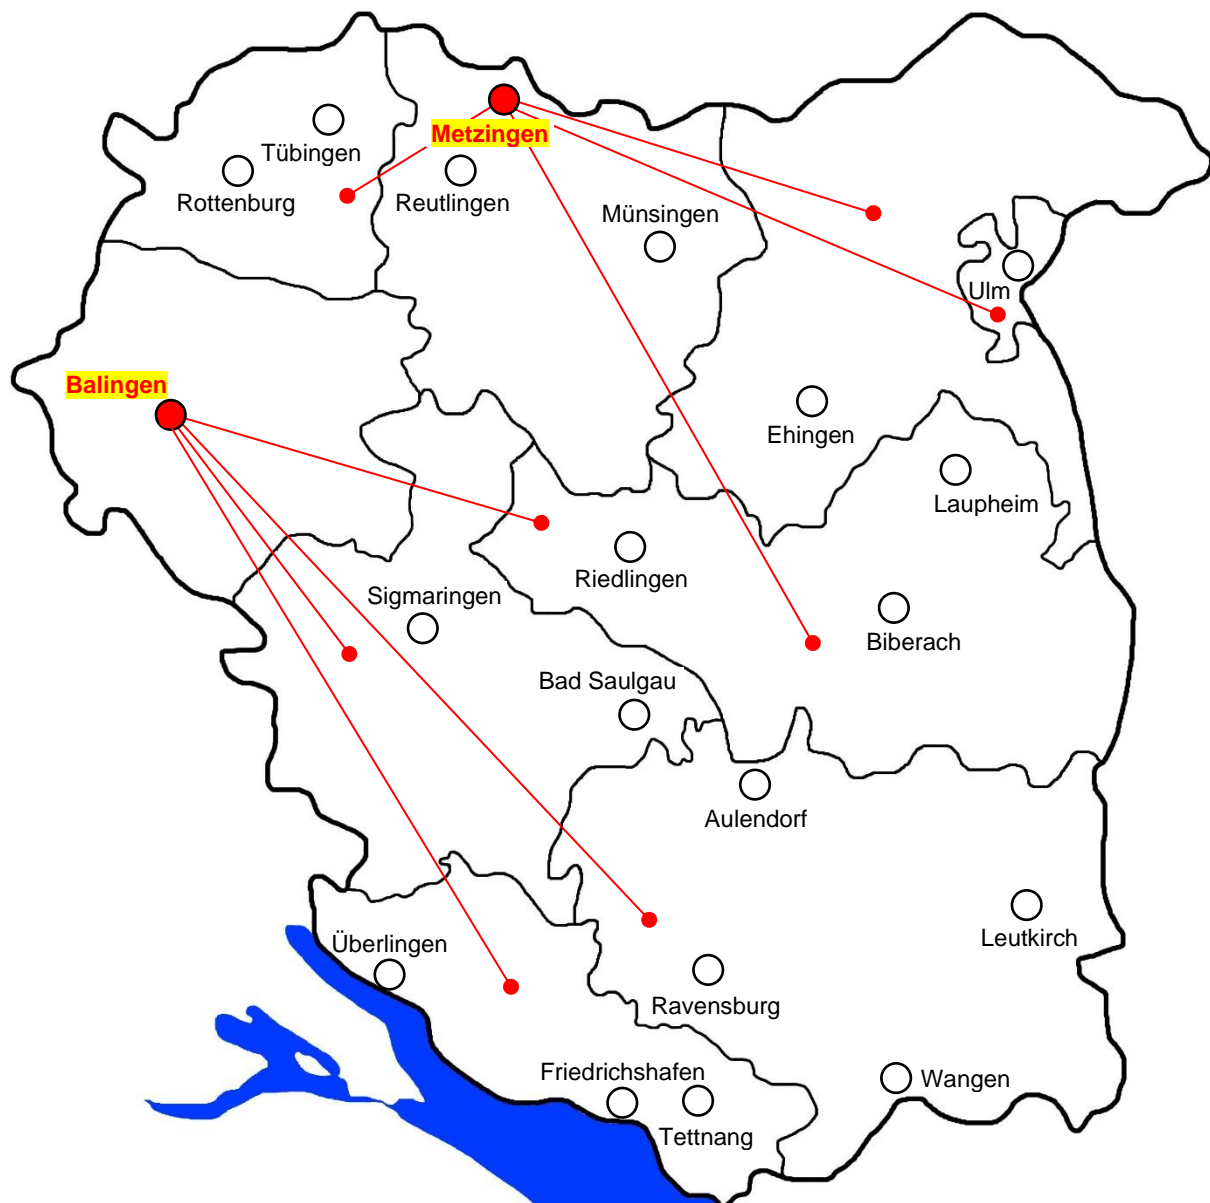 Metzingen
Tübingen
Rottenburg
Reutlingen
Münsingen
Ulm
Balingen
Ehingen
Laupheim
Riedlingen
Sigmaringen
Biberach
Bad Saulgau
Aulendorf
Überlingen
Leutkirch
Ravensburg
Friedrichshafen
Wangen
Tettnang